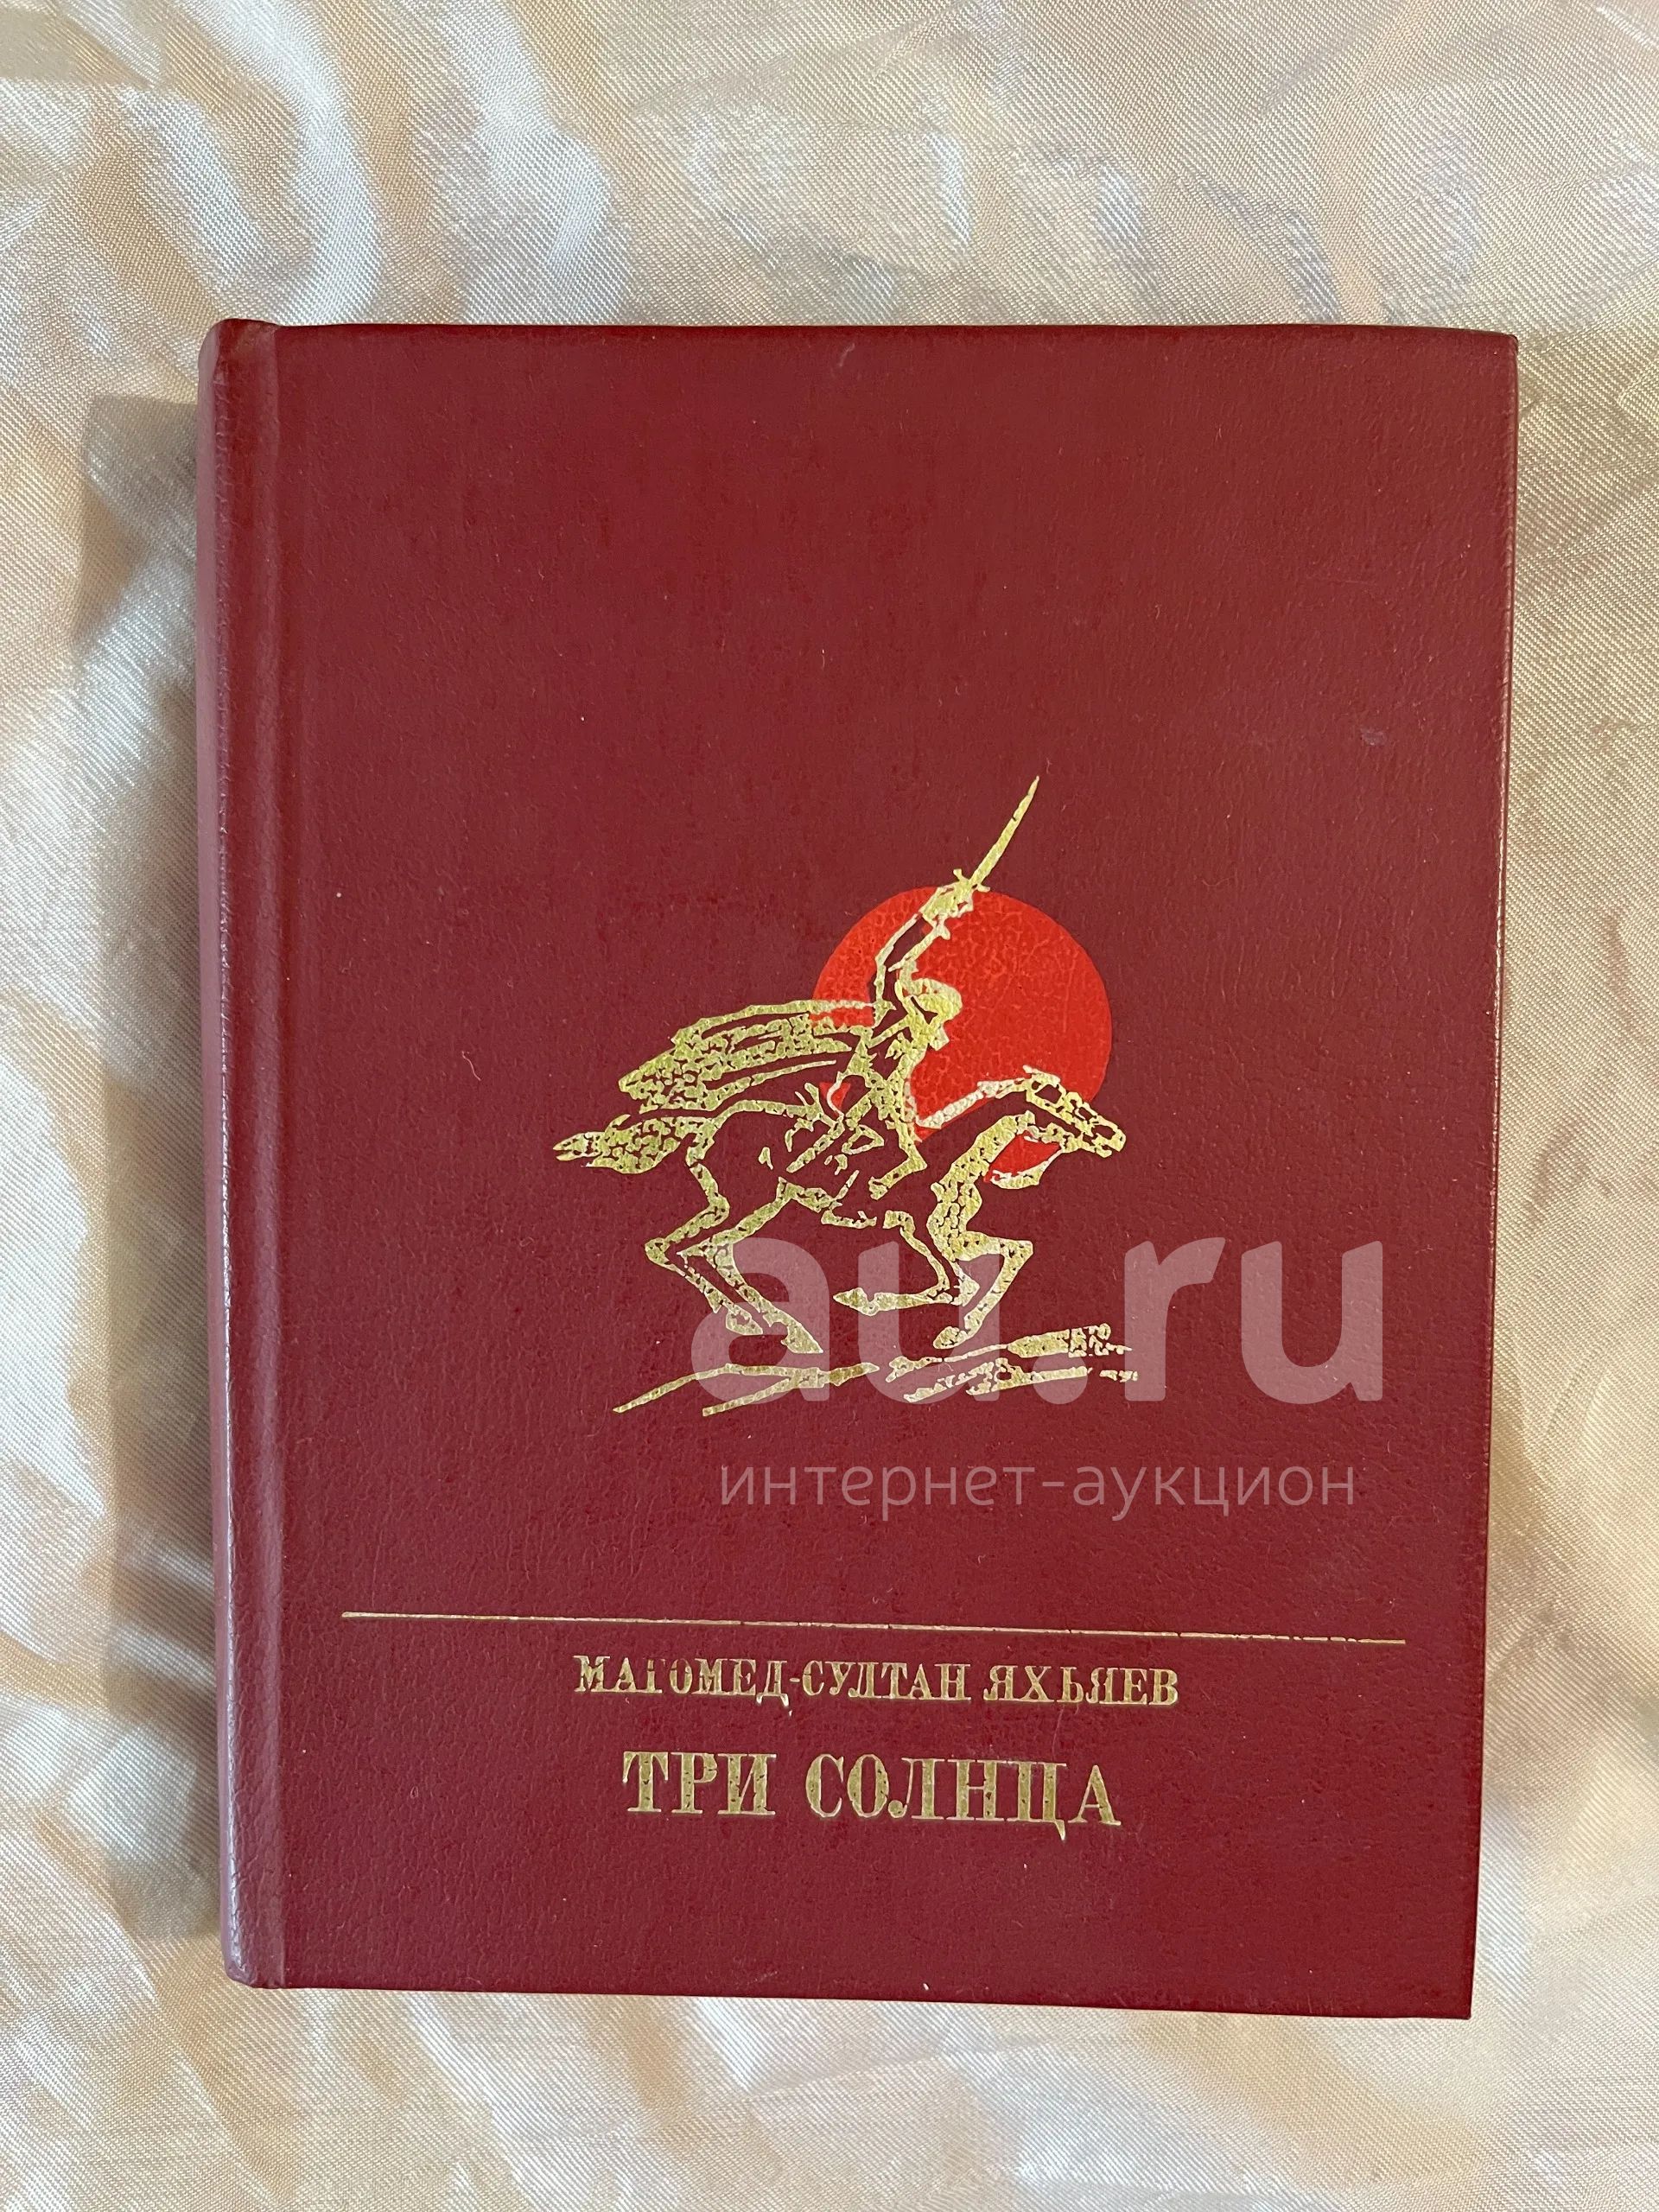 au.ru
интернет-аукцион
МАГОМЕД-СУЛТАН ЯХЬЯЕВ
ТРИ СОЛНЦА